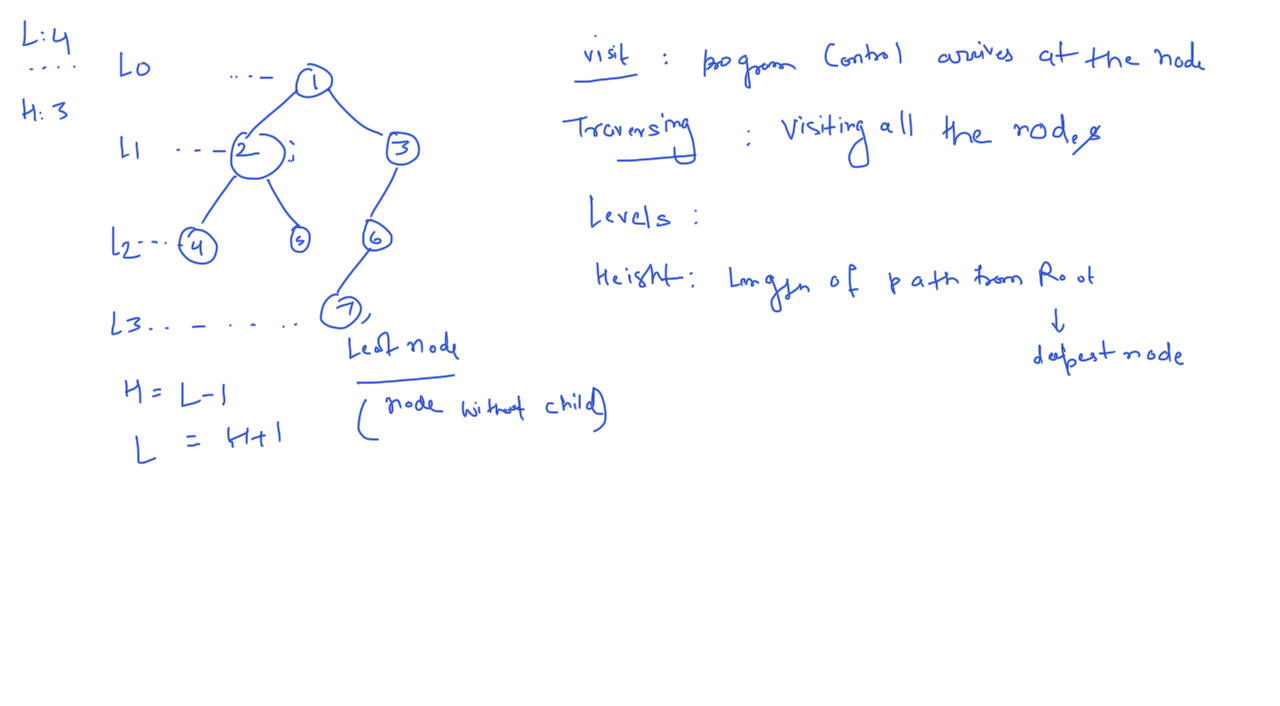 L:4
H:3
L0
1
L1
2
3
L2
4
5
6
L3
7
Leaf node
(node without child)
H = L-1
L = H+1
visit : program control arrives at the node
Traversing : Visiting all the nodes
Levels :
Height: Length of path from Root
↓
deepest node